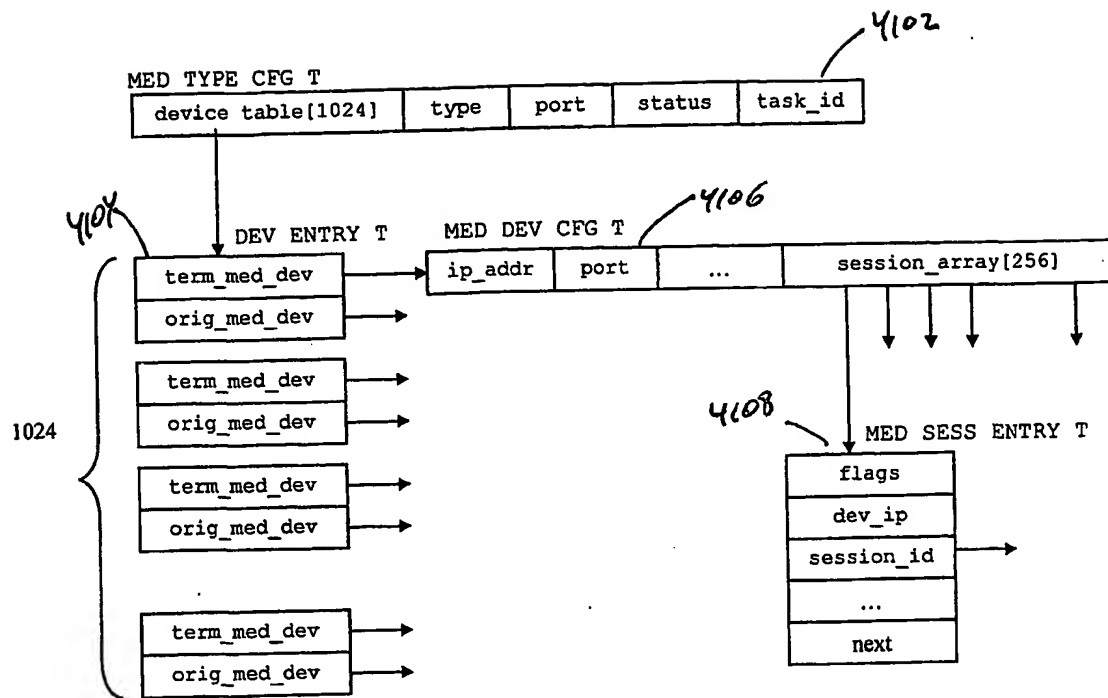 4102
MED TYPE CFG T
device table[1024] type port status task_id
4104
DEV ENTRY T
MED DEV CFG T
4106
term_med_dev
orig_med_dev
ip_addr port ... session_array[256]
term_med_dev
orig_med_dev
1024
4108
MED SESS ENTRY T
term_med_dev
orig_med_dev
flags
dev_ip
session_id
...
next
term_med_dev
orig_med_dev